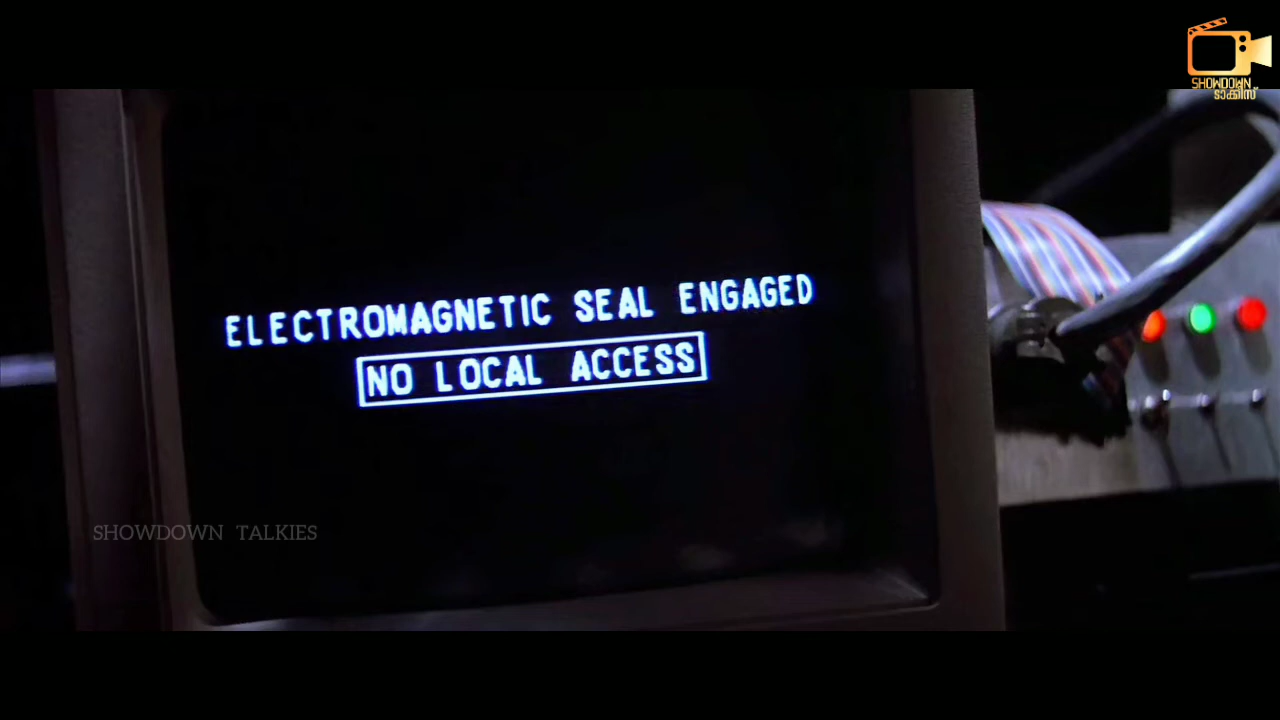 SHOWDOWN
ടാക്കീസ്
ELECTROMAGNETIC SEAL ENGAGED
NO LOCAL ACCESS
SHOWDOWN TALKIES